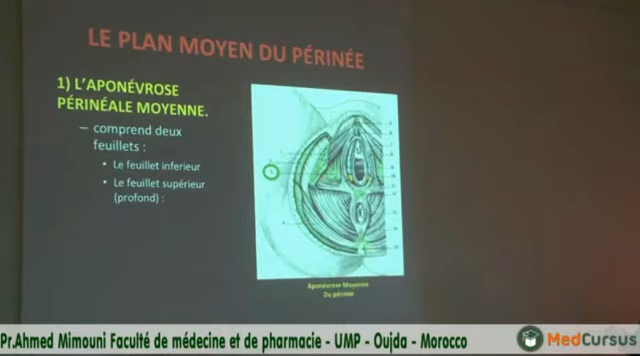 LE PLAN MOYEN DU PÉRINÉE
1) L'APONÉVROSE
PÉRINÉALE MOYENNE.
– comprend deux
feuillets :
• Le feuillet inferieur
• Le feuillet supérieur
(profond) :
Aponévrose Moyenne
Du périnée
Pr.Ahmed Mimouni Faculté de médecine et de pharmacie - UMP - Oujda - Morocco
MedCursus